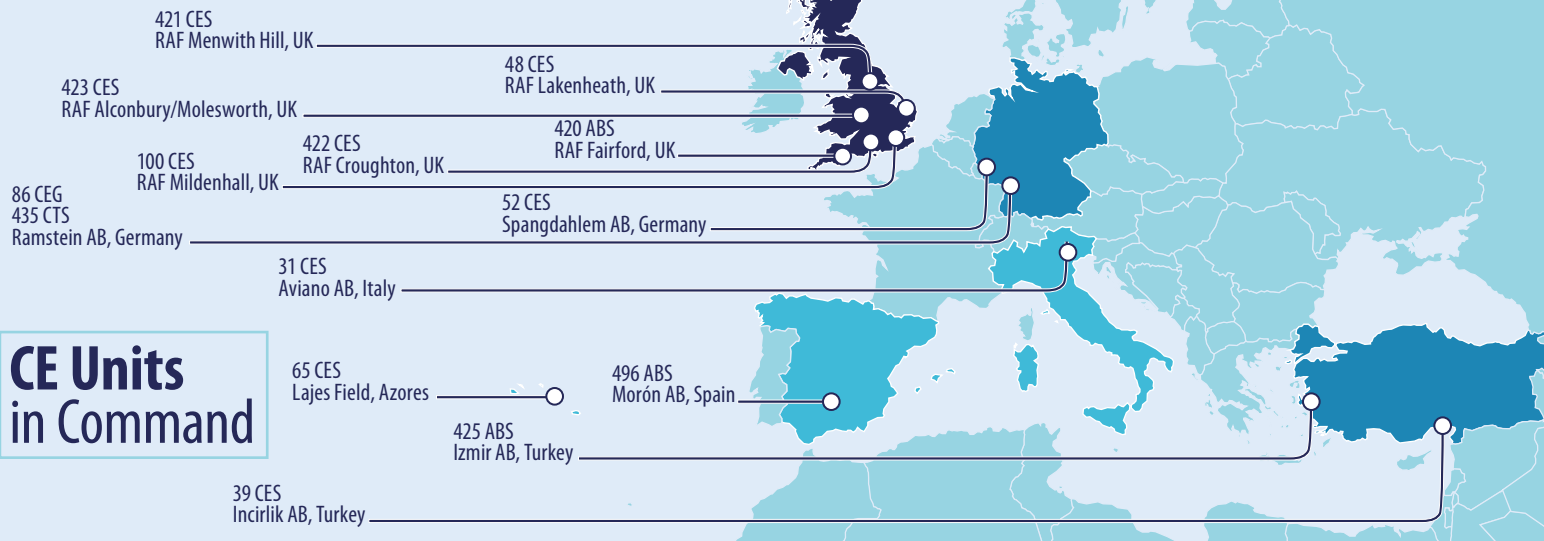 421 CES
RAF Menwith Hill, UK
48 CES
RAF Lakenheath, UK
423 CES
RAF Alconbury/Molesworth, UK
420 ABS
RAF Fairford, UK
422 CES
RAF Croughton, UK
100 CES
RAF Mildenhall, UK
86 CEG
435 CTS
Ramstein AB, Germany
52 CES
Spangdahlem AB, Germany
31 CES
Aviano AB, Italy
CE Units
in Command
65 CES
Lajes Field, Azores
496 ABS
Morón AB, Spain
425 ABS
Izmir AB, Turkey
39 CES
Incirlik AB, Turkey